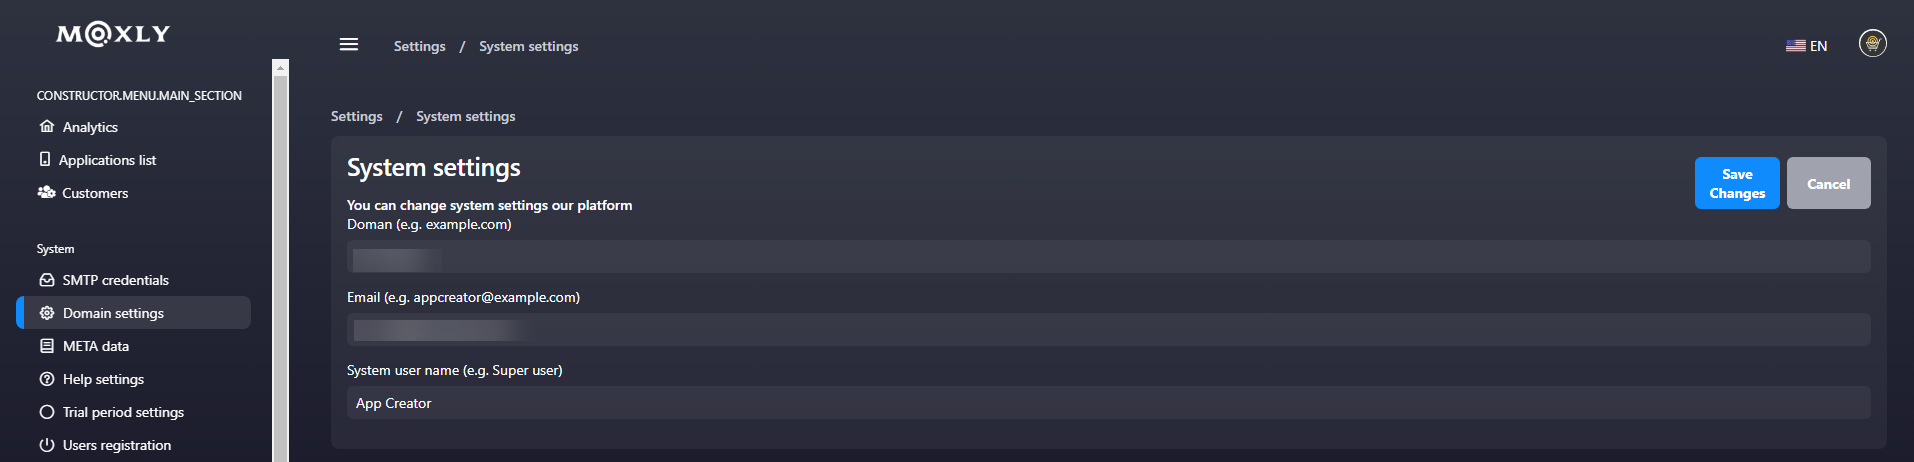 MOXLY
Settings / System settings
EN
CONSTRUCTOR.MENU.MAIN_SECTION
Analytics
Applications list
Customers
System
SMTP credentials
Domain settings
META data
Help settings
Trial period settings
Users registration
Settings / System settings
System settings
Save
Changes
Cancel
You can change system settings our platform
Doman (e.g. example.com)
Email (e.g. appcreator@example.com)
System user name (e.g. Super user)
App Creator